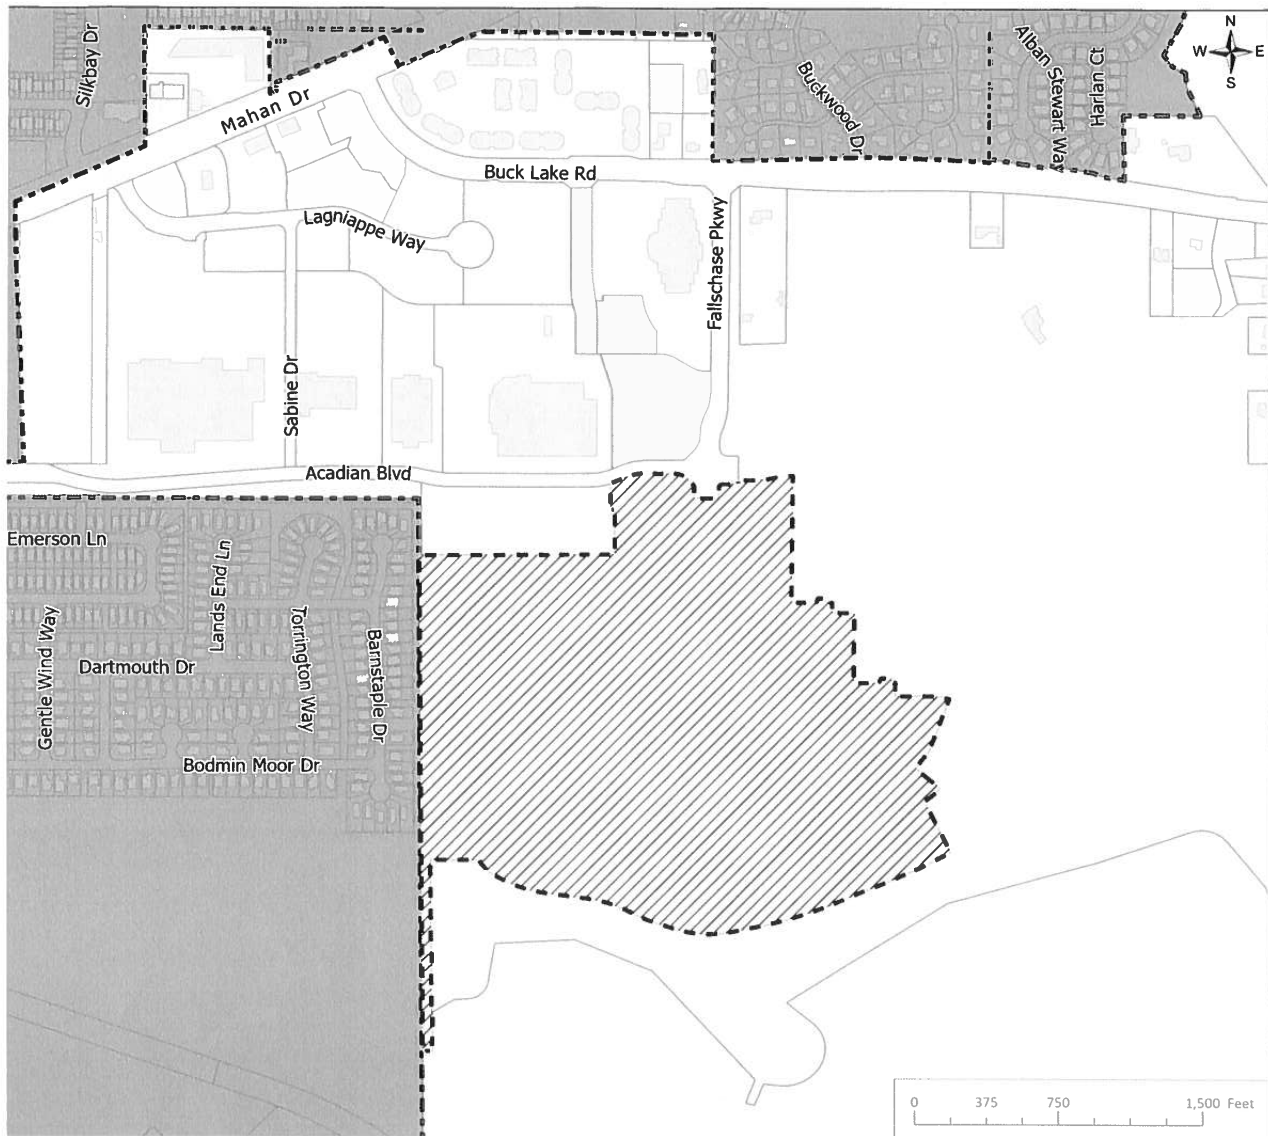 Silkbay Dr
Mahan Dr
Buckwood Dr
Alban Stewart Way
Harlan Ct
N
W E
S
Buck Lake Rd
Lagniappe Way
Fallschase Pkwy
Sabine Dr
Acadian Blvd
Emerson Ln
Lands End Ln
Gentle Wind Way
Dartmouth Dr
Torrington Way
Barnstaple Dr
Bodmin Moor Dr
0 375 750 1,500 Feet